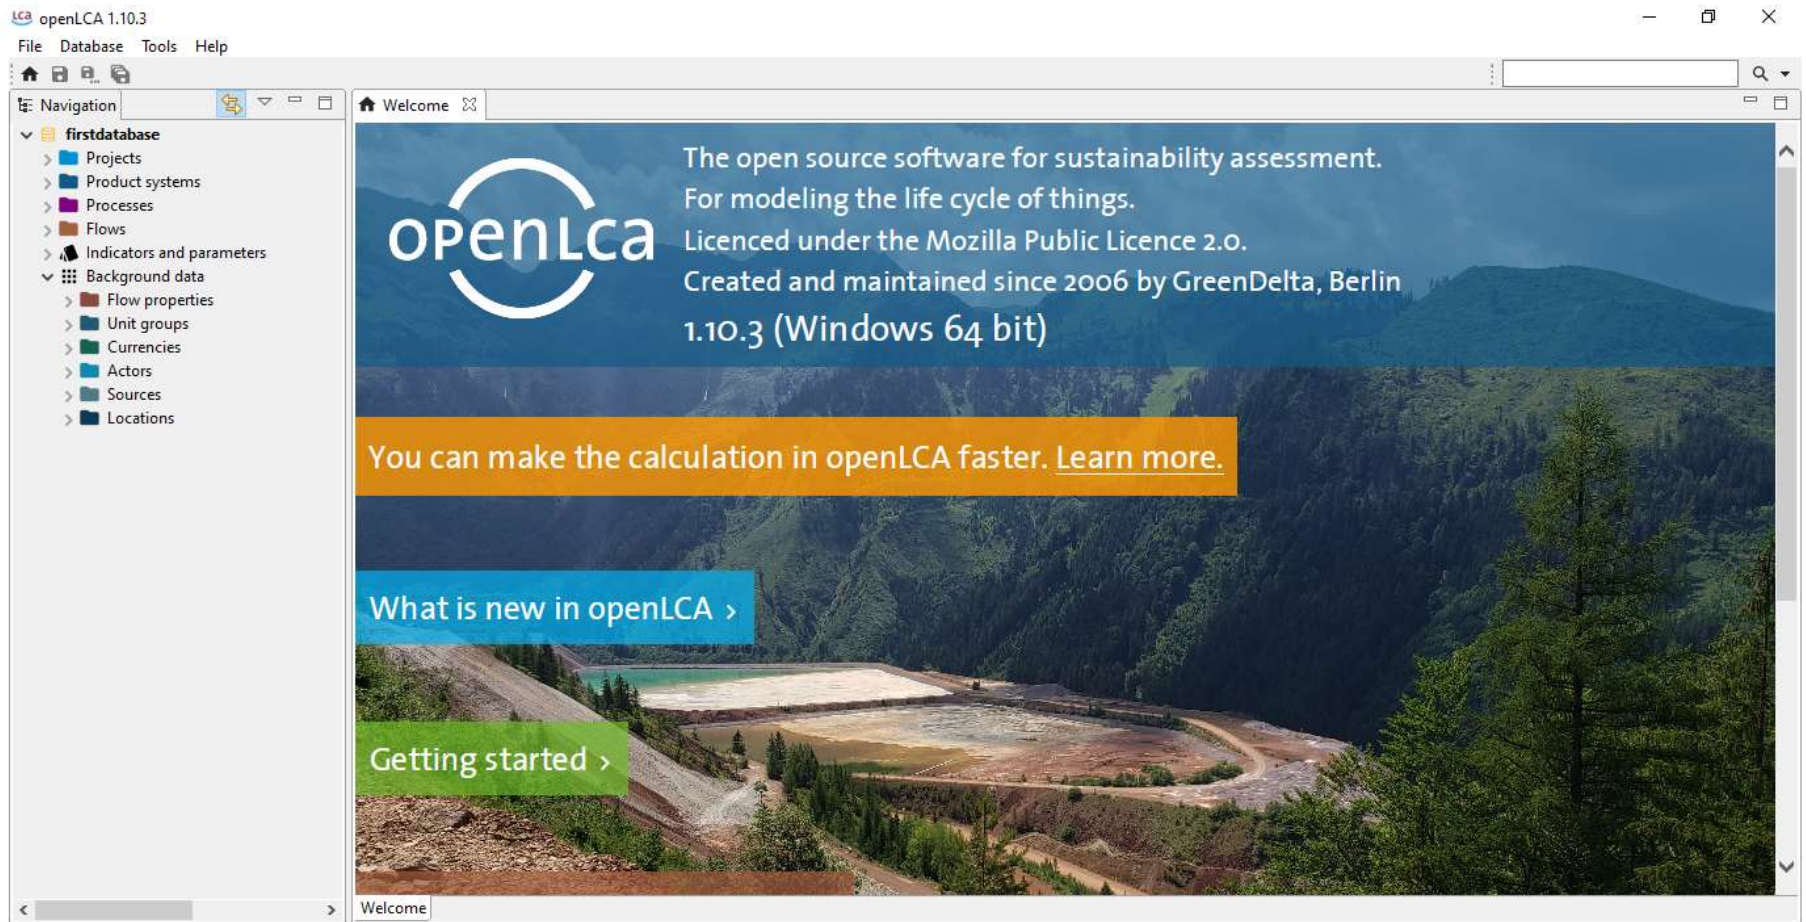 LCa openLCA 1.10.3
File Database Tools Help
Navigation
Welcome
firstdatabase
Projects
Product systems
Processes
Flows
Indicators and parameters
Background data
Flow properties
Unit groups
Currencies
Actors
Sources
Locations
openLca
The open source software for sustainability assessment.
For modeling the life cycle of things.
Licenced under the Mozilla Public Licence 2.0.
Created and maintained since 2006 by GreenDelta, Berlin
1.10.3 (Windows 64 bit)
You can make the calculation in openLCA faster. Learn more.
What is new in openLCA ›
Getting started ›
Welcome